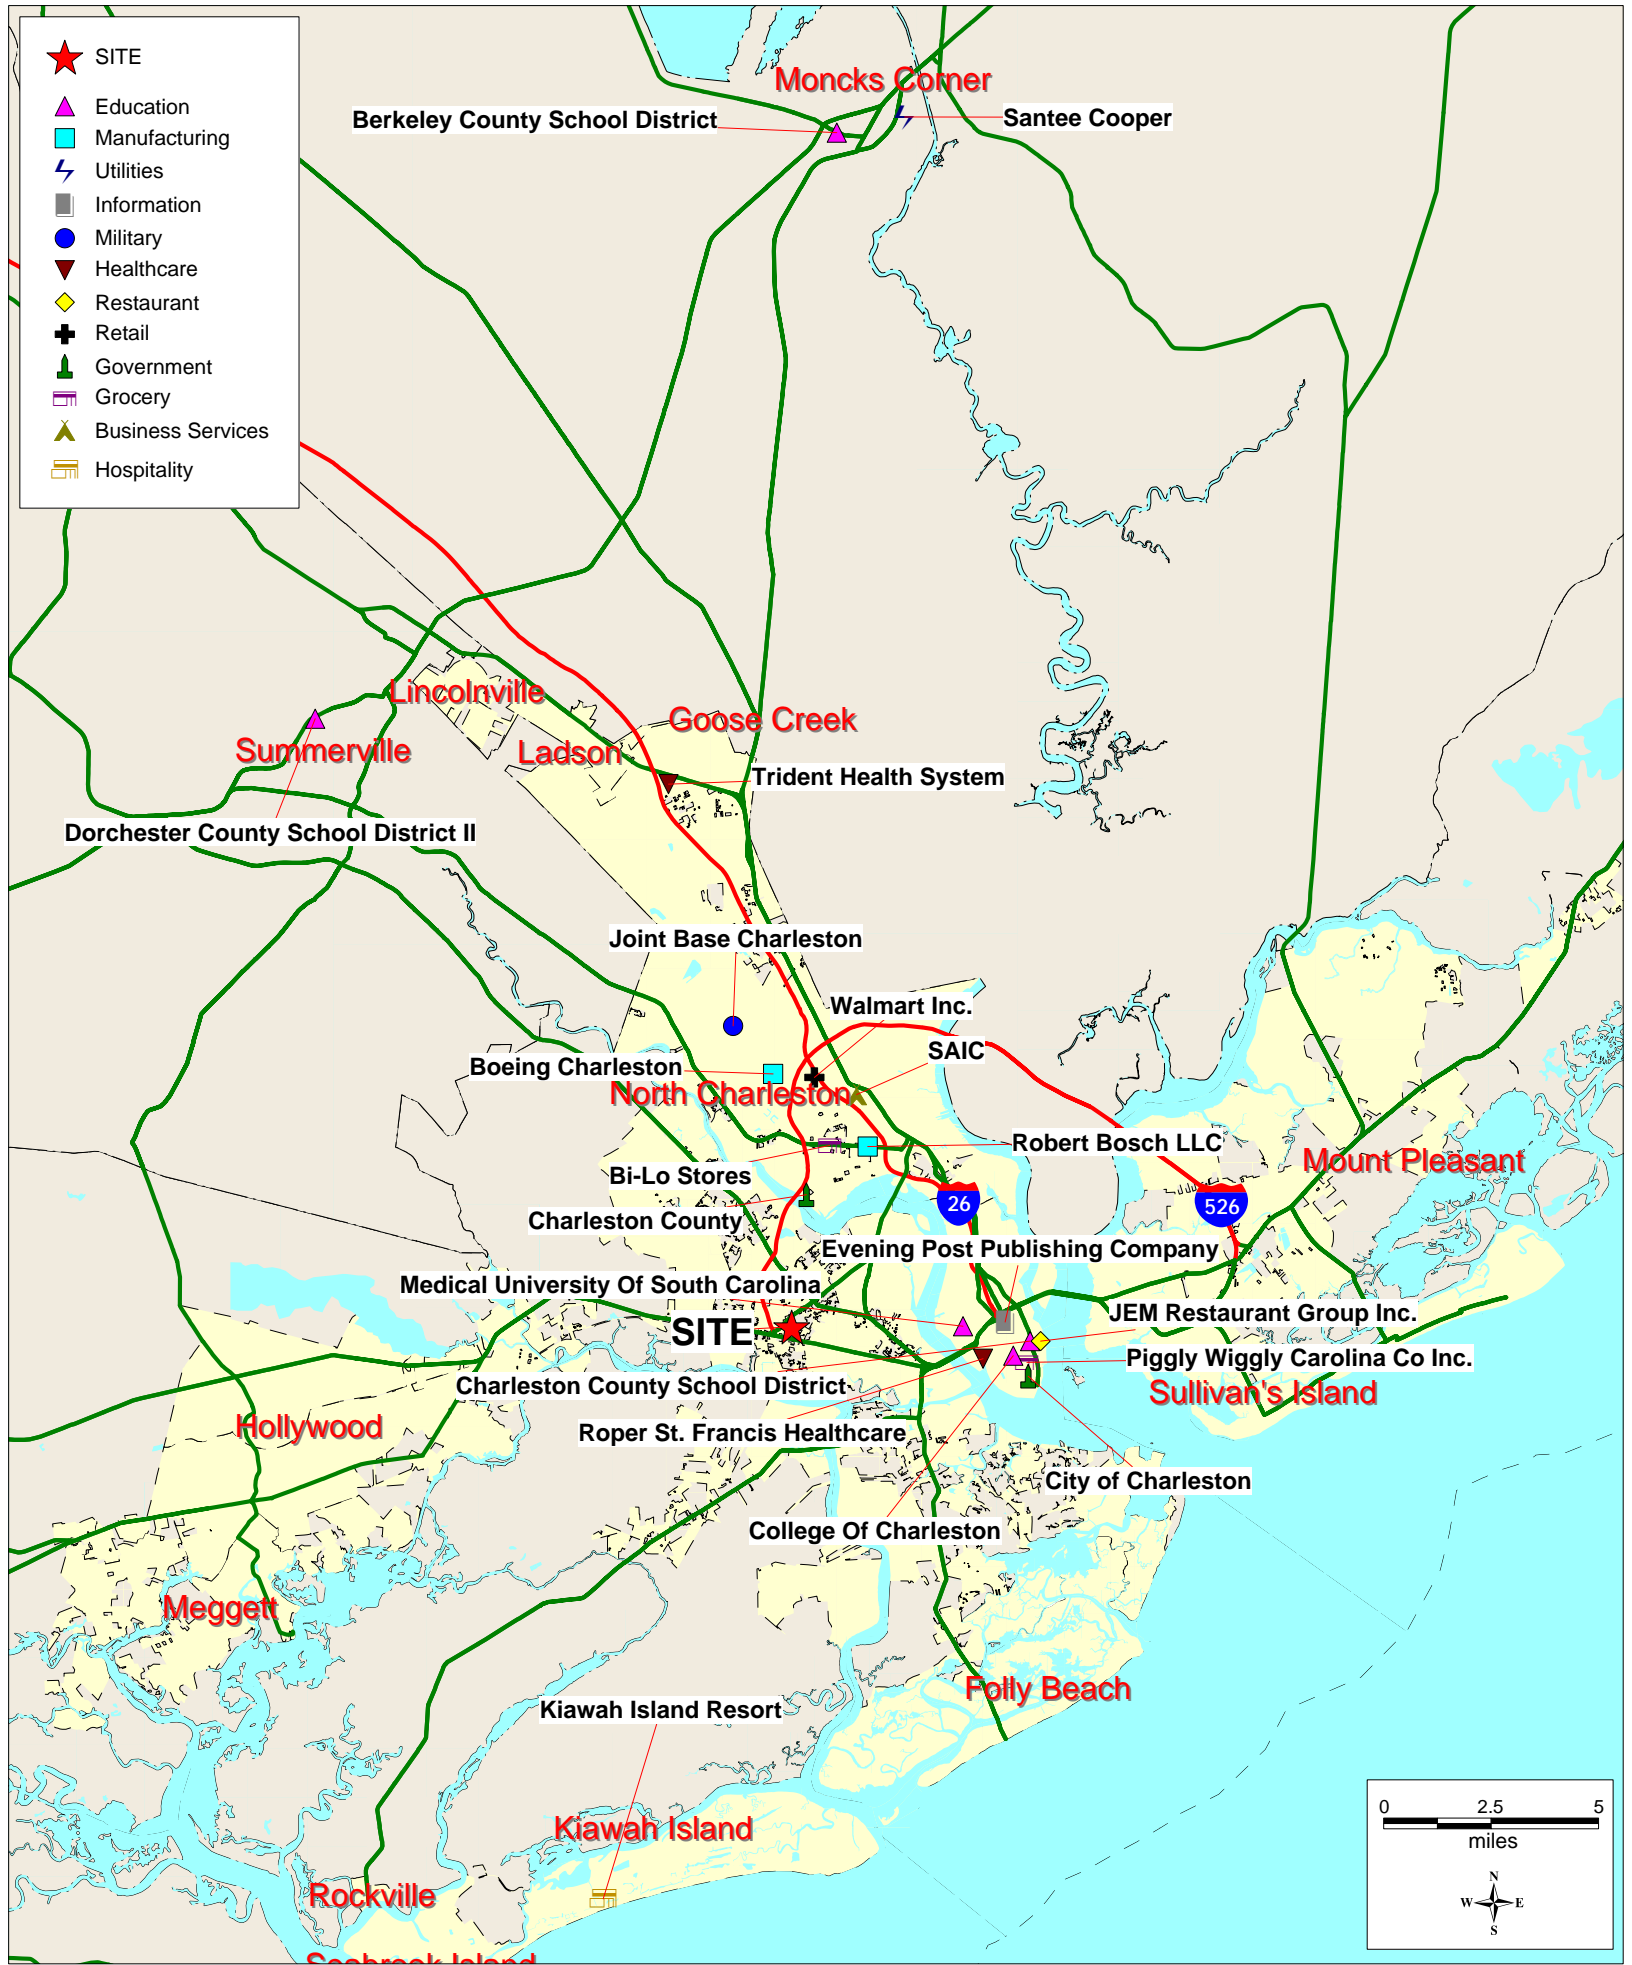 SITE
Education
Manufacturing
Utilities
Information
Military
Healthcare
Restaurant
Retail
Government
Grocery
Business Services
Hospitality
Moncks Corner
Berkeley County School District
Santee Cooper
Lincolnville
Goose Creek
Summerville
Ladson
Trident Health System
Dorchester County School District II
Joint Base Charleston
Walmart Inc.
SAIC
Boeing Charleston
North Charleston
Robert Bosch LLC
Mount Pleasant
Bi-Lo Stores
26
526
Charleston County
Evening Post Publishing Company
Medical University Of South Carolina
JEM Restaurant Group Inc.
SITE
Piggly Wiggly Carolina Co Inc.
Charleston County School District
Sullivan's Island
Hollywood
Roper St. Francis Healthcare
City of Charleston
College Of Charleston
Meggett
Folly Beach
Kiawah Island Resort
Kiawah Island
Rockville
Seabrook Island
0 2.5 5
miles
N
W E
S